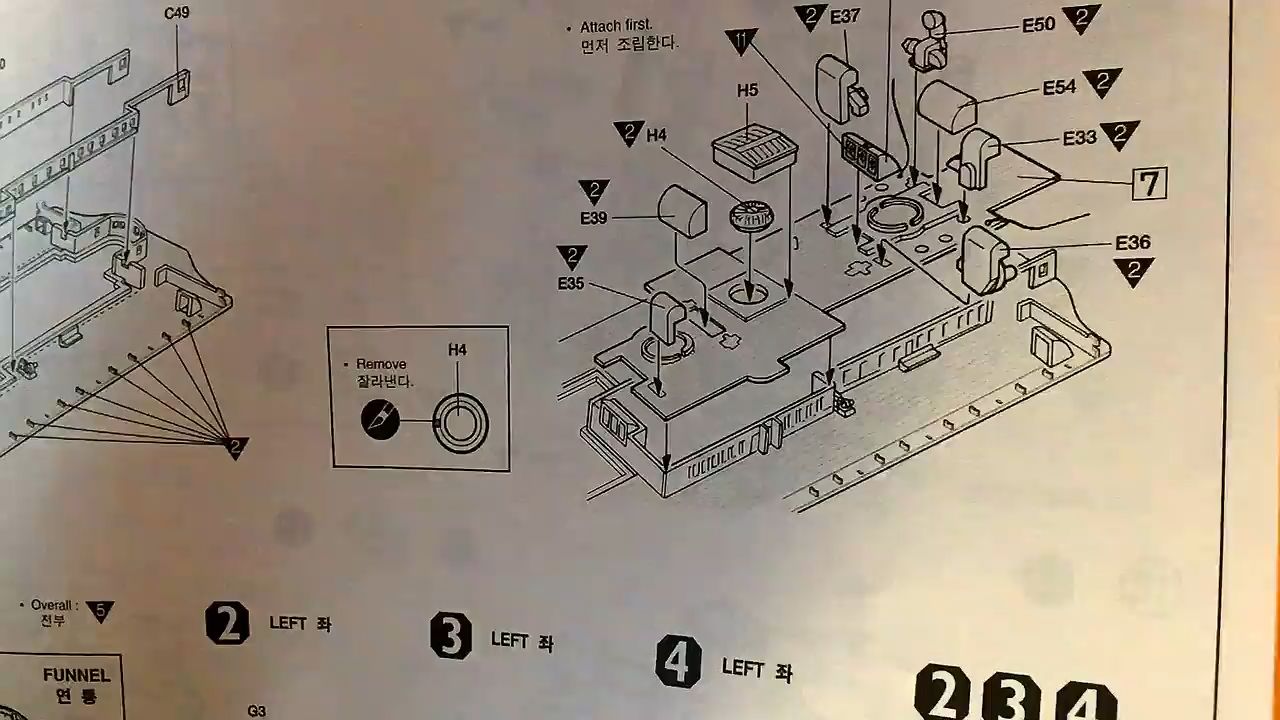 C49
0
• Attach first.
먼저 조립한다.
2 E37
2
E50
11
H5
E54 2
2 H4
E33 2
7
2
E39
E36
2
2
E35
H4
• Remove
잘라낸다.
2
• Overall :
전부
5
2 LEFT 좌
3 LEFT 좌
4 LEFT 좌
FUNNEL
연 통
G3
2 3 4